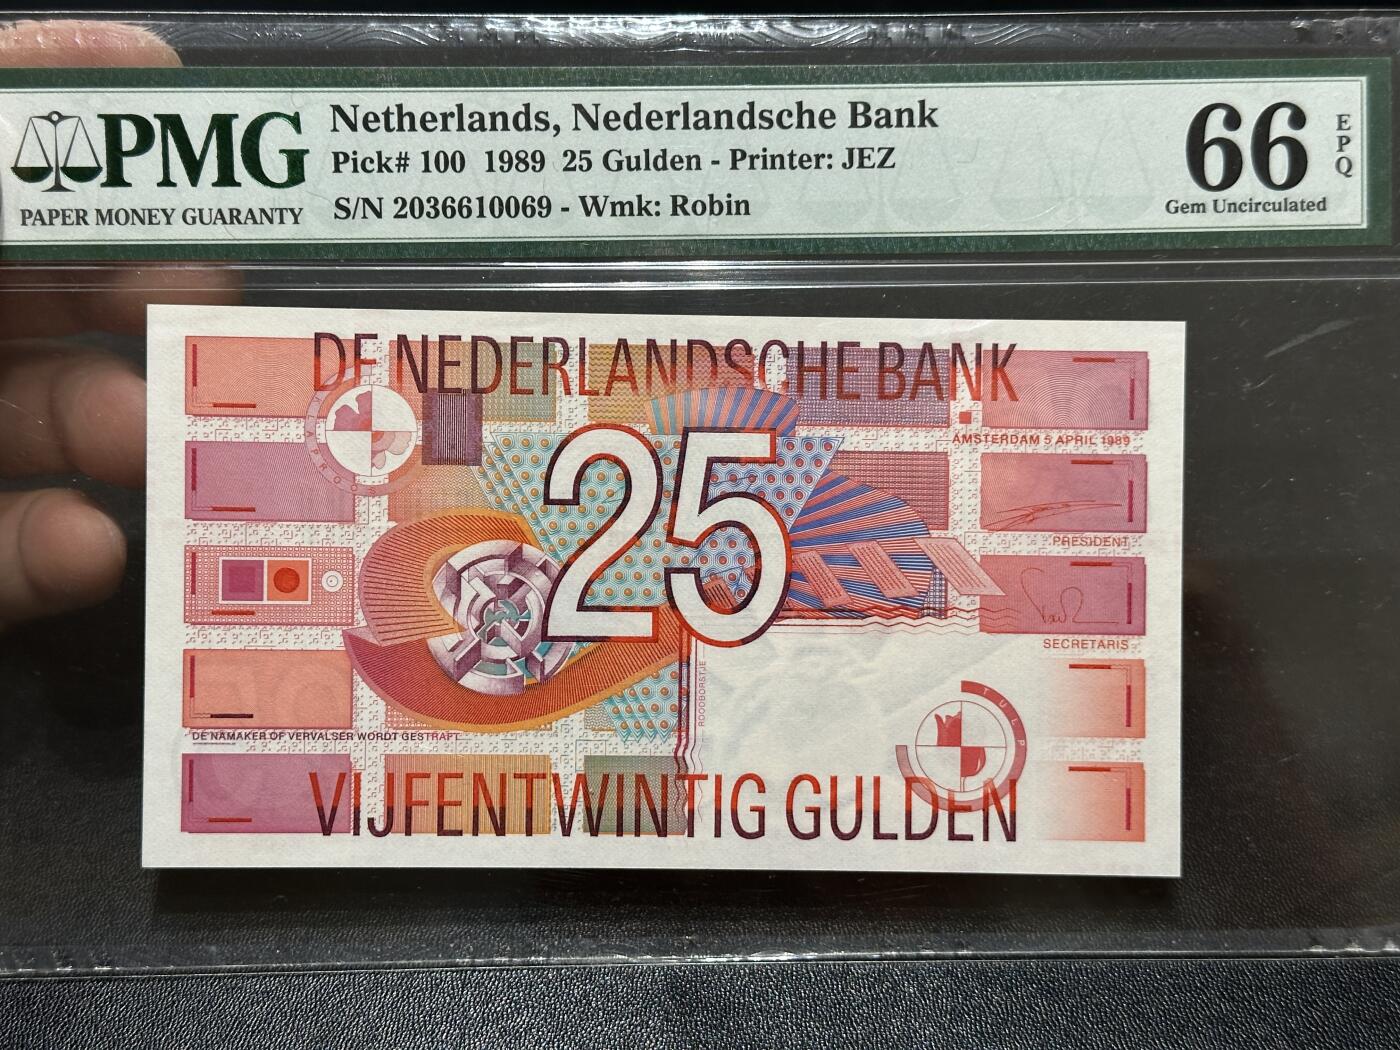 PMG
PAPER MONEY GUARANTY
Netherlands, Nederlandsche Bank
Pick# 100 1989 25 Gulden - Printer: JEZ
S/N 2036610069 - Wmk: Robin
66
EPQ
Gem Uncirculated
DE NEDERLANDSCHE BANK
AMSTERDAM 5 APRIL 1989
25
PRESIDENT
SECRETARIS
ROODBORSTJE
TULP
DE NAMAKER OF VERVALSER WORDT GESTRAFT
VIJFENTWINTIG GULDEN